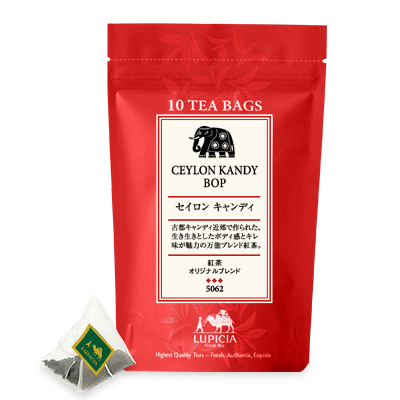 10 TEA BAGS
CEYLON KANDY
BOP
セイロン キャンディ
古都キャンディ近郊で作られた、
生き生きとしたボディ感とキレ
味が魅力の万能ブレンド紅茶。
紅茶
オリジナルブレンド
5062
LUPICIA
Fresh Tea
Highest Quality Teas – Fresh, Authentic, Exquisite